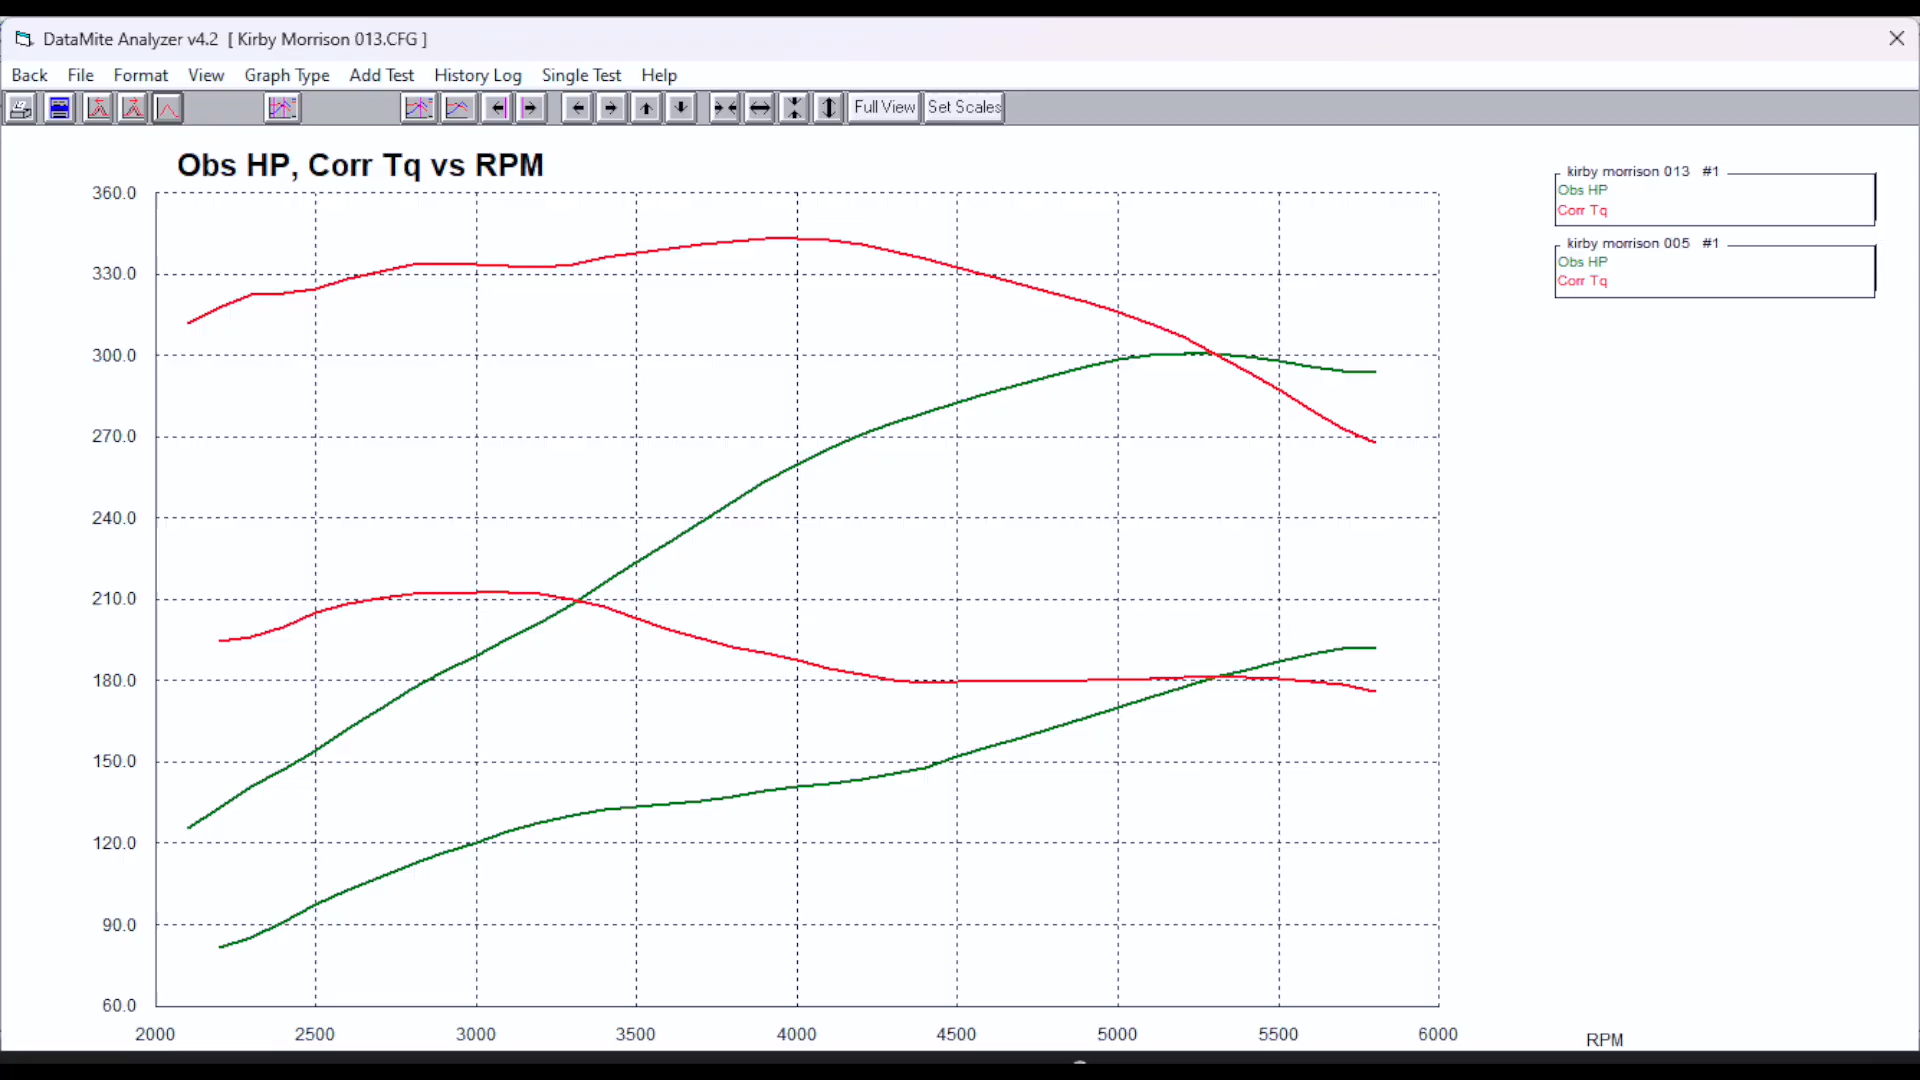 DataMite Analyzer v4.2 [ Kirby Morrison 013.CFG ]
Back File Format View Graph Type Add Test History Log Single Test Help
Full View Set Scales
Obs HP, Corr Tq vs RPM
360.0
330.0
300.0
270.0
240.0
210.0
180.0
150.0
120.0
90.0
60.0
2000 2500 3000 3500 4000 4500 5000 5500 6000
RPM
kirby morrison 013 #1
Obs HP
Corr Tq
kirby morrison 005 #1
Obs HP
Corr Tq